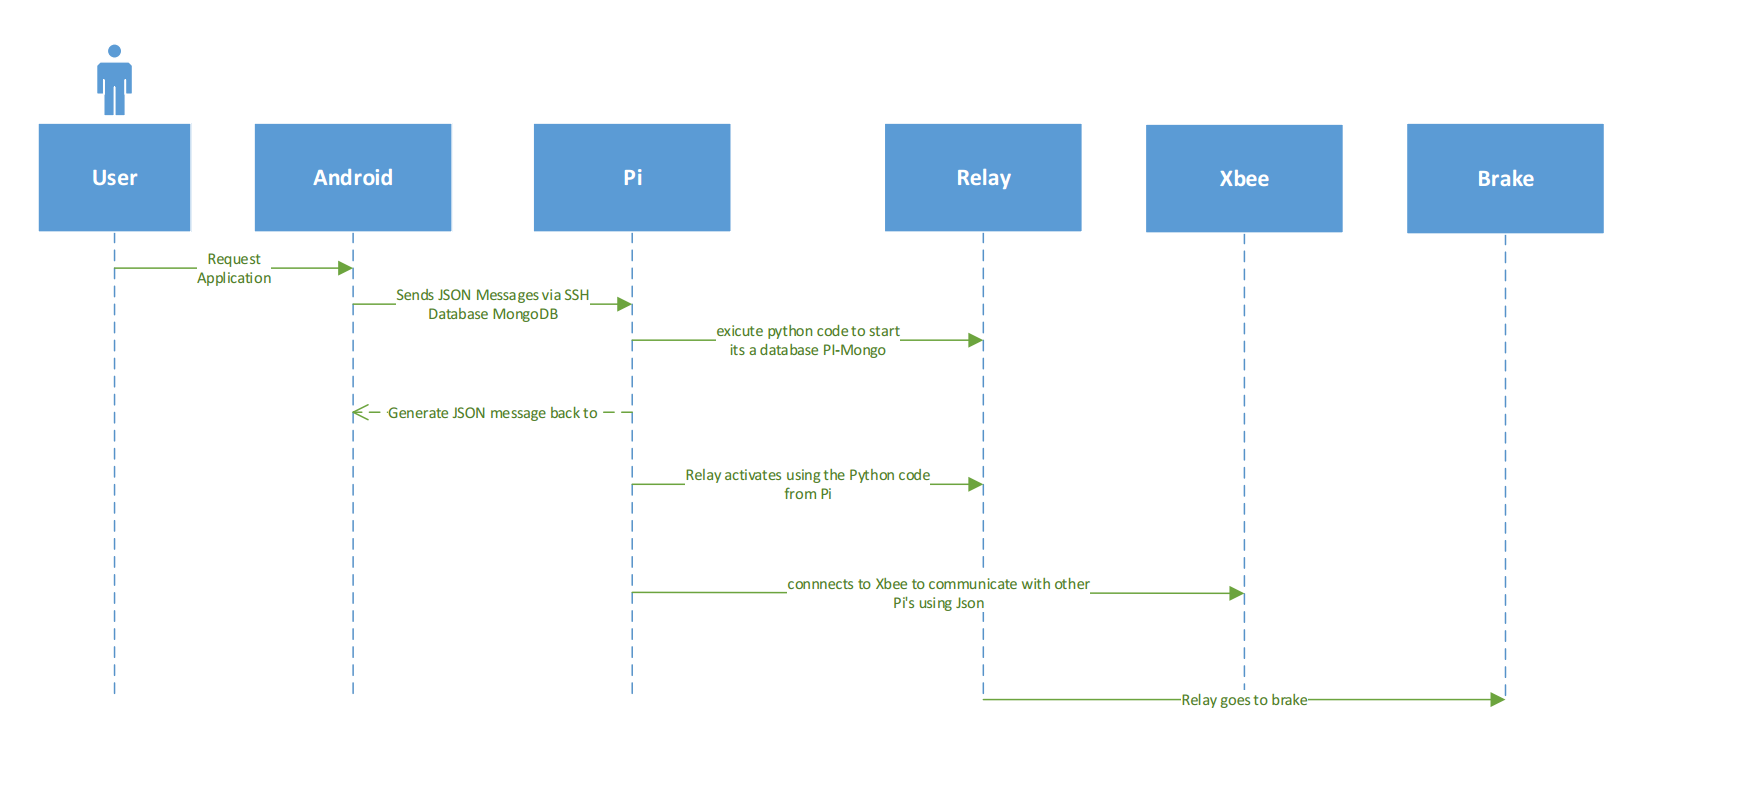 User
Android
Pi
Relay
Xbee
Brake
Request
Application
Sends JSON Messages via SSH
Database MongoDB
exicute python code to start
its a database PI-Mongo
Generate JSON message back to
Relay activates using the Python code
from Pi
connnects to Xbee to communicate with other
Pi's using Json
Relay goes to brake